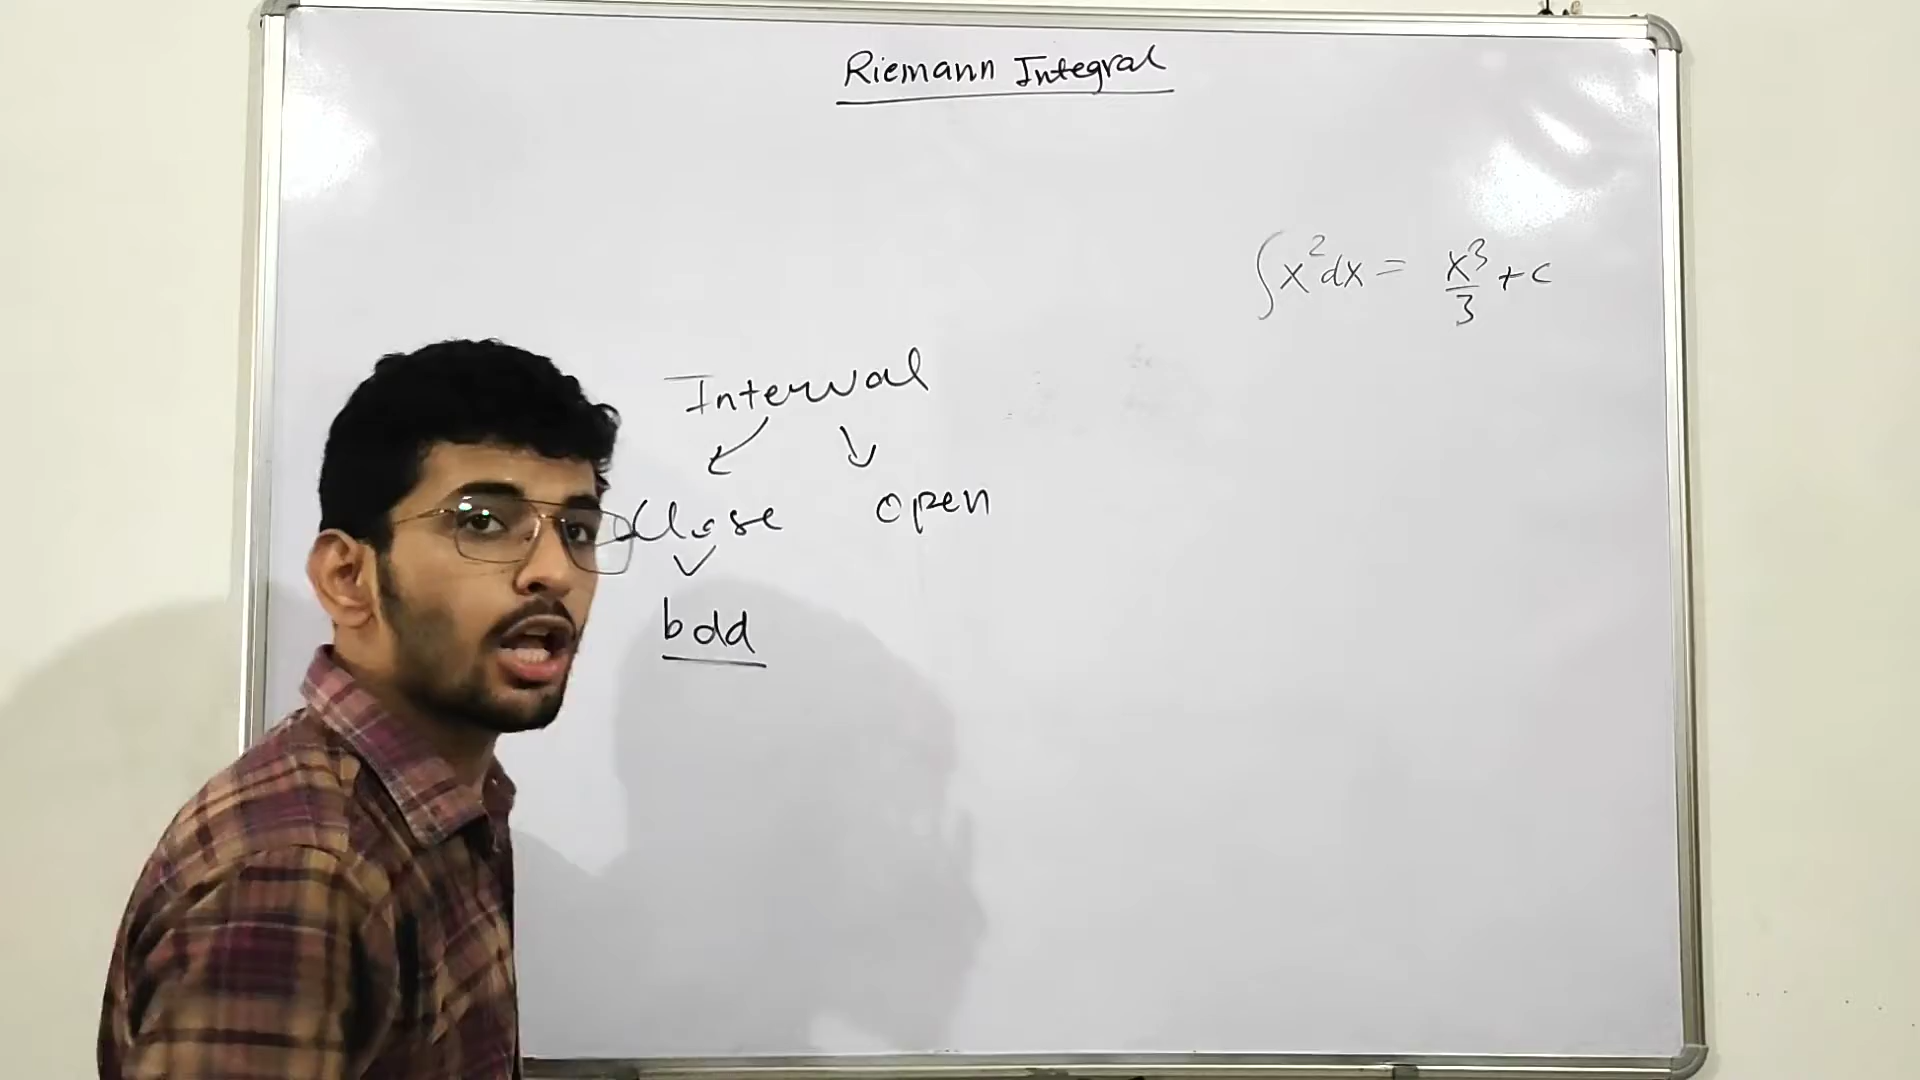 Riemann Integral
∫x²dx = x³/3 + c
Interval
Close open
bdd